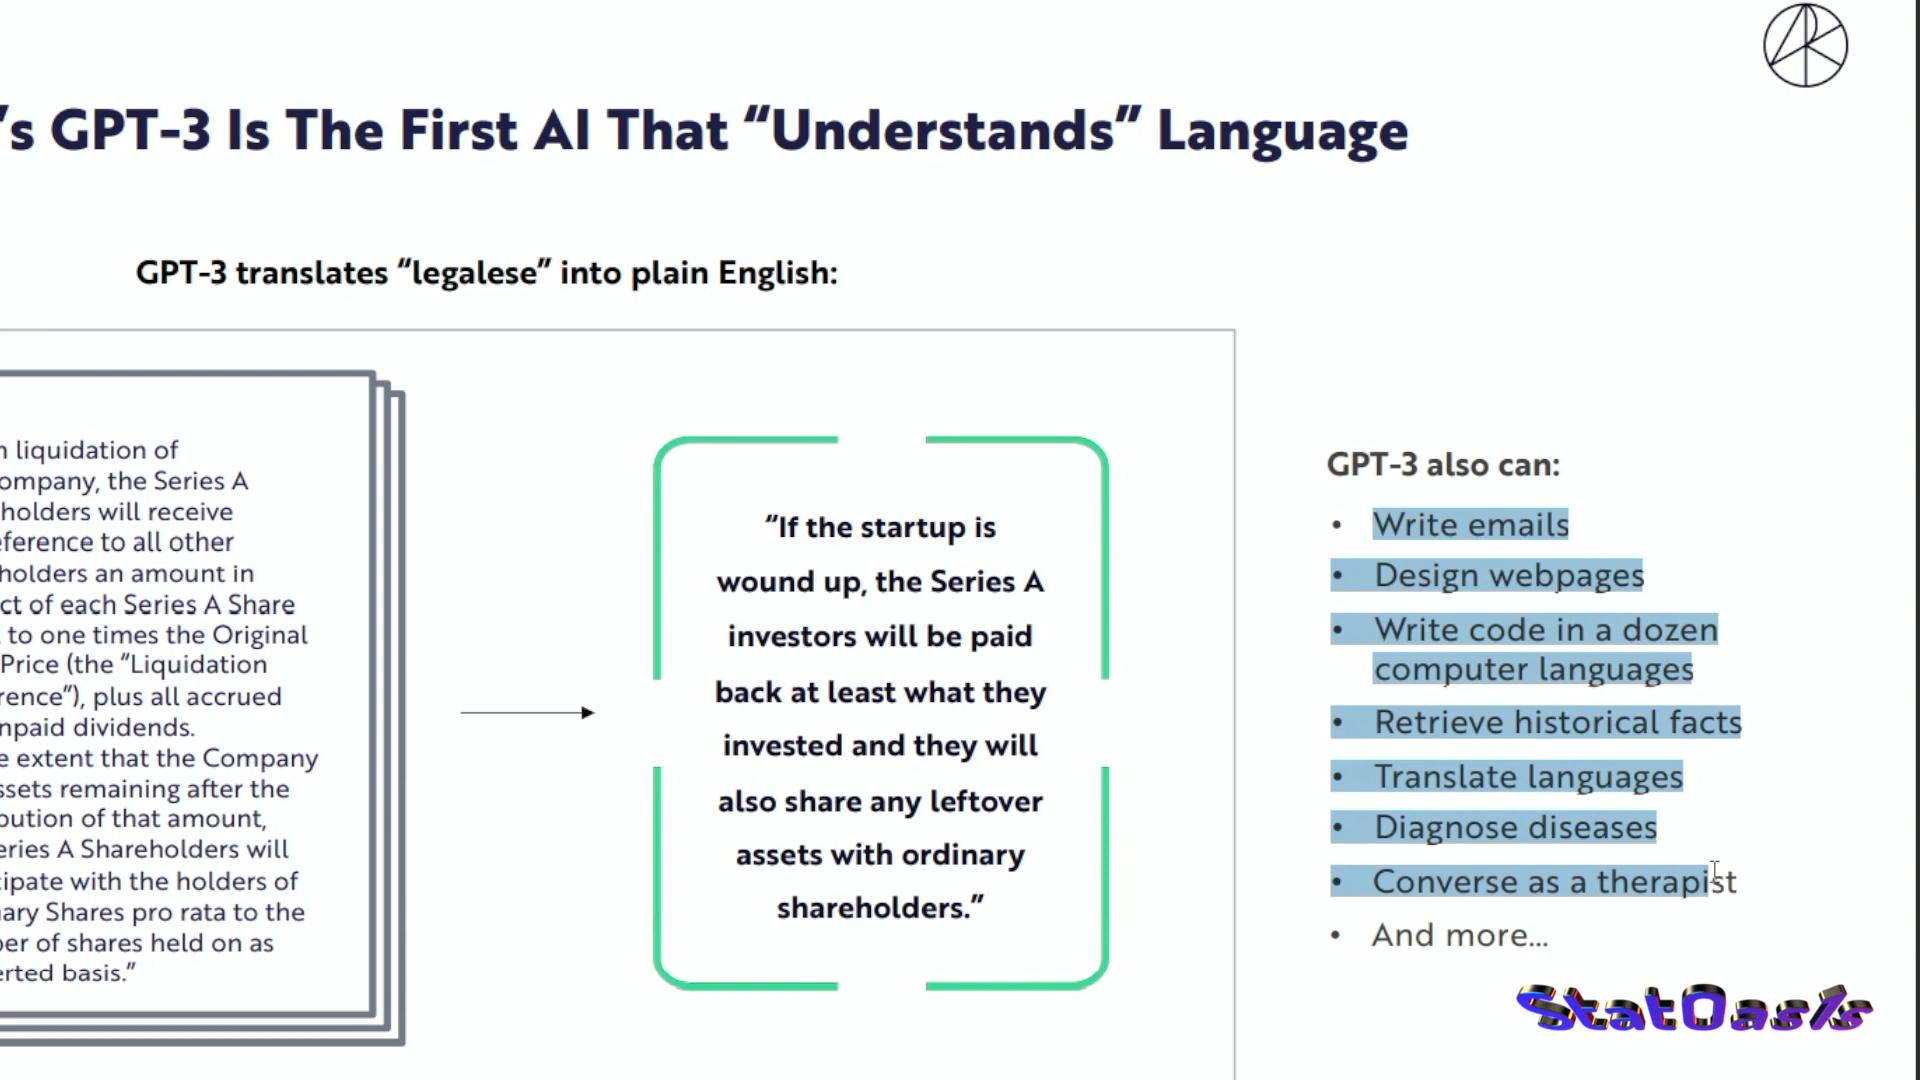 's GPT-3 Is The First AI That “Understands” Language
GPT-3 translates “legalese” into plain English:
liquidation of
ompany, the Series A
holders will receive
eference to all other
holders an amount in
ct of each Series A Share
to one times the Original
Price (the “Liquidation
rence”), plus all accrued
npaid dividends.
e extent that the Company
ssets remaining after the
bution of that amount,
eries A Shareholders will
cipate with the holders of
nary Shares pro rata to the
ber of shares held on as
erted basis.”
“If the startup is
wound up, the Series A
investors will be paid
back at least what they
invested and they will
also share any leftover
assets with ordinary
shareholders.”
GPT-3 also can:
• Write emails
• Design webpages
• Write code in a dozen
computer languages
• Retrieve historical facts
• Translate languages
• Diagnose diseases
• Converse as a therapist
• And more...
StatOasis